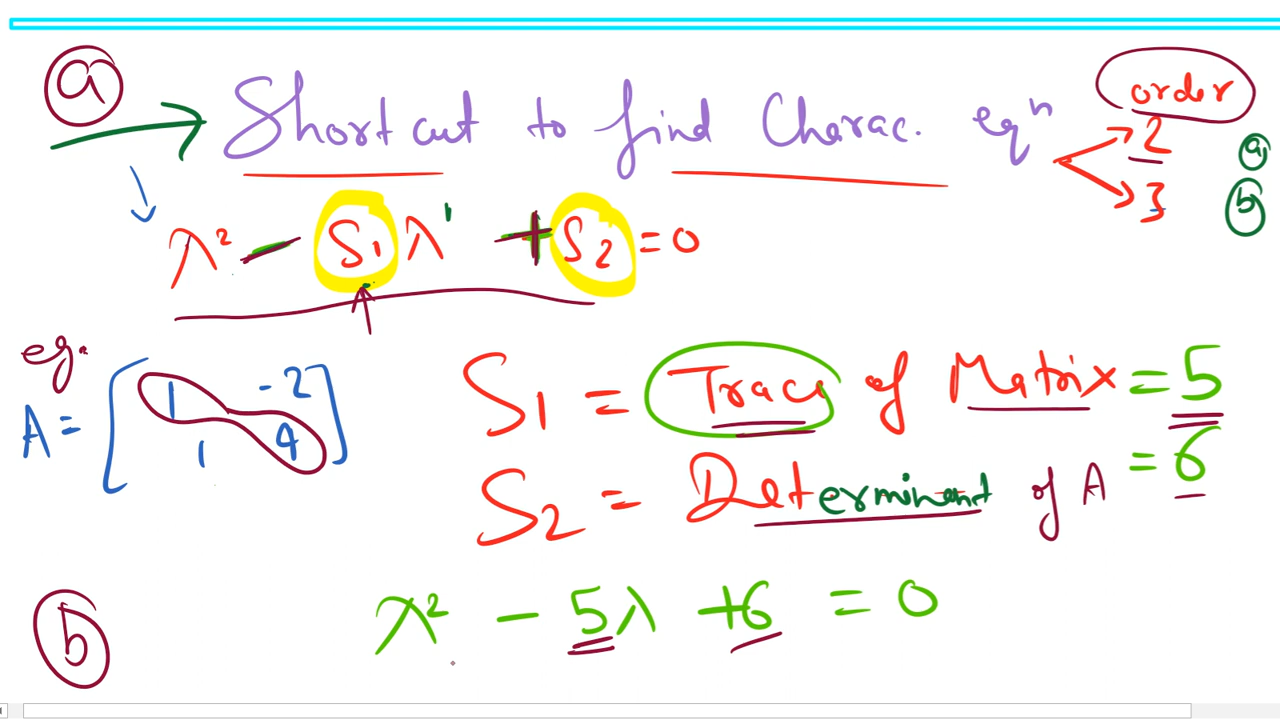 a → Short cut to find Charac. eqⁿ order
2 a
3 b
λ² - S₁λ¹ + S₂ = 0
eg.
A = [ 1 -2
1 4 ]
S₁ = Trace of Matrix = 5
S₂ = Determinant of A = 6
λ² - 5λ + 6 = 0
b